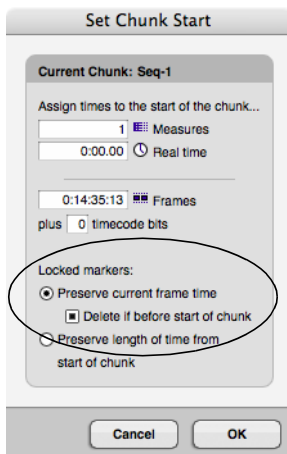 Set Chunk Start
Current Chunk: Seq-1
Assign times to the start of the chunk...
1 Measures
0:00.00 Real time
0:14:35:13 Frames
plus 0 timecode bits
Locked markers:
Preserve current frame time
Delete if before start of chunk
Preserve length of time from
start of chunk
Cancel OK